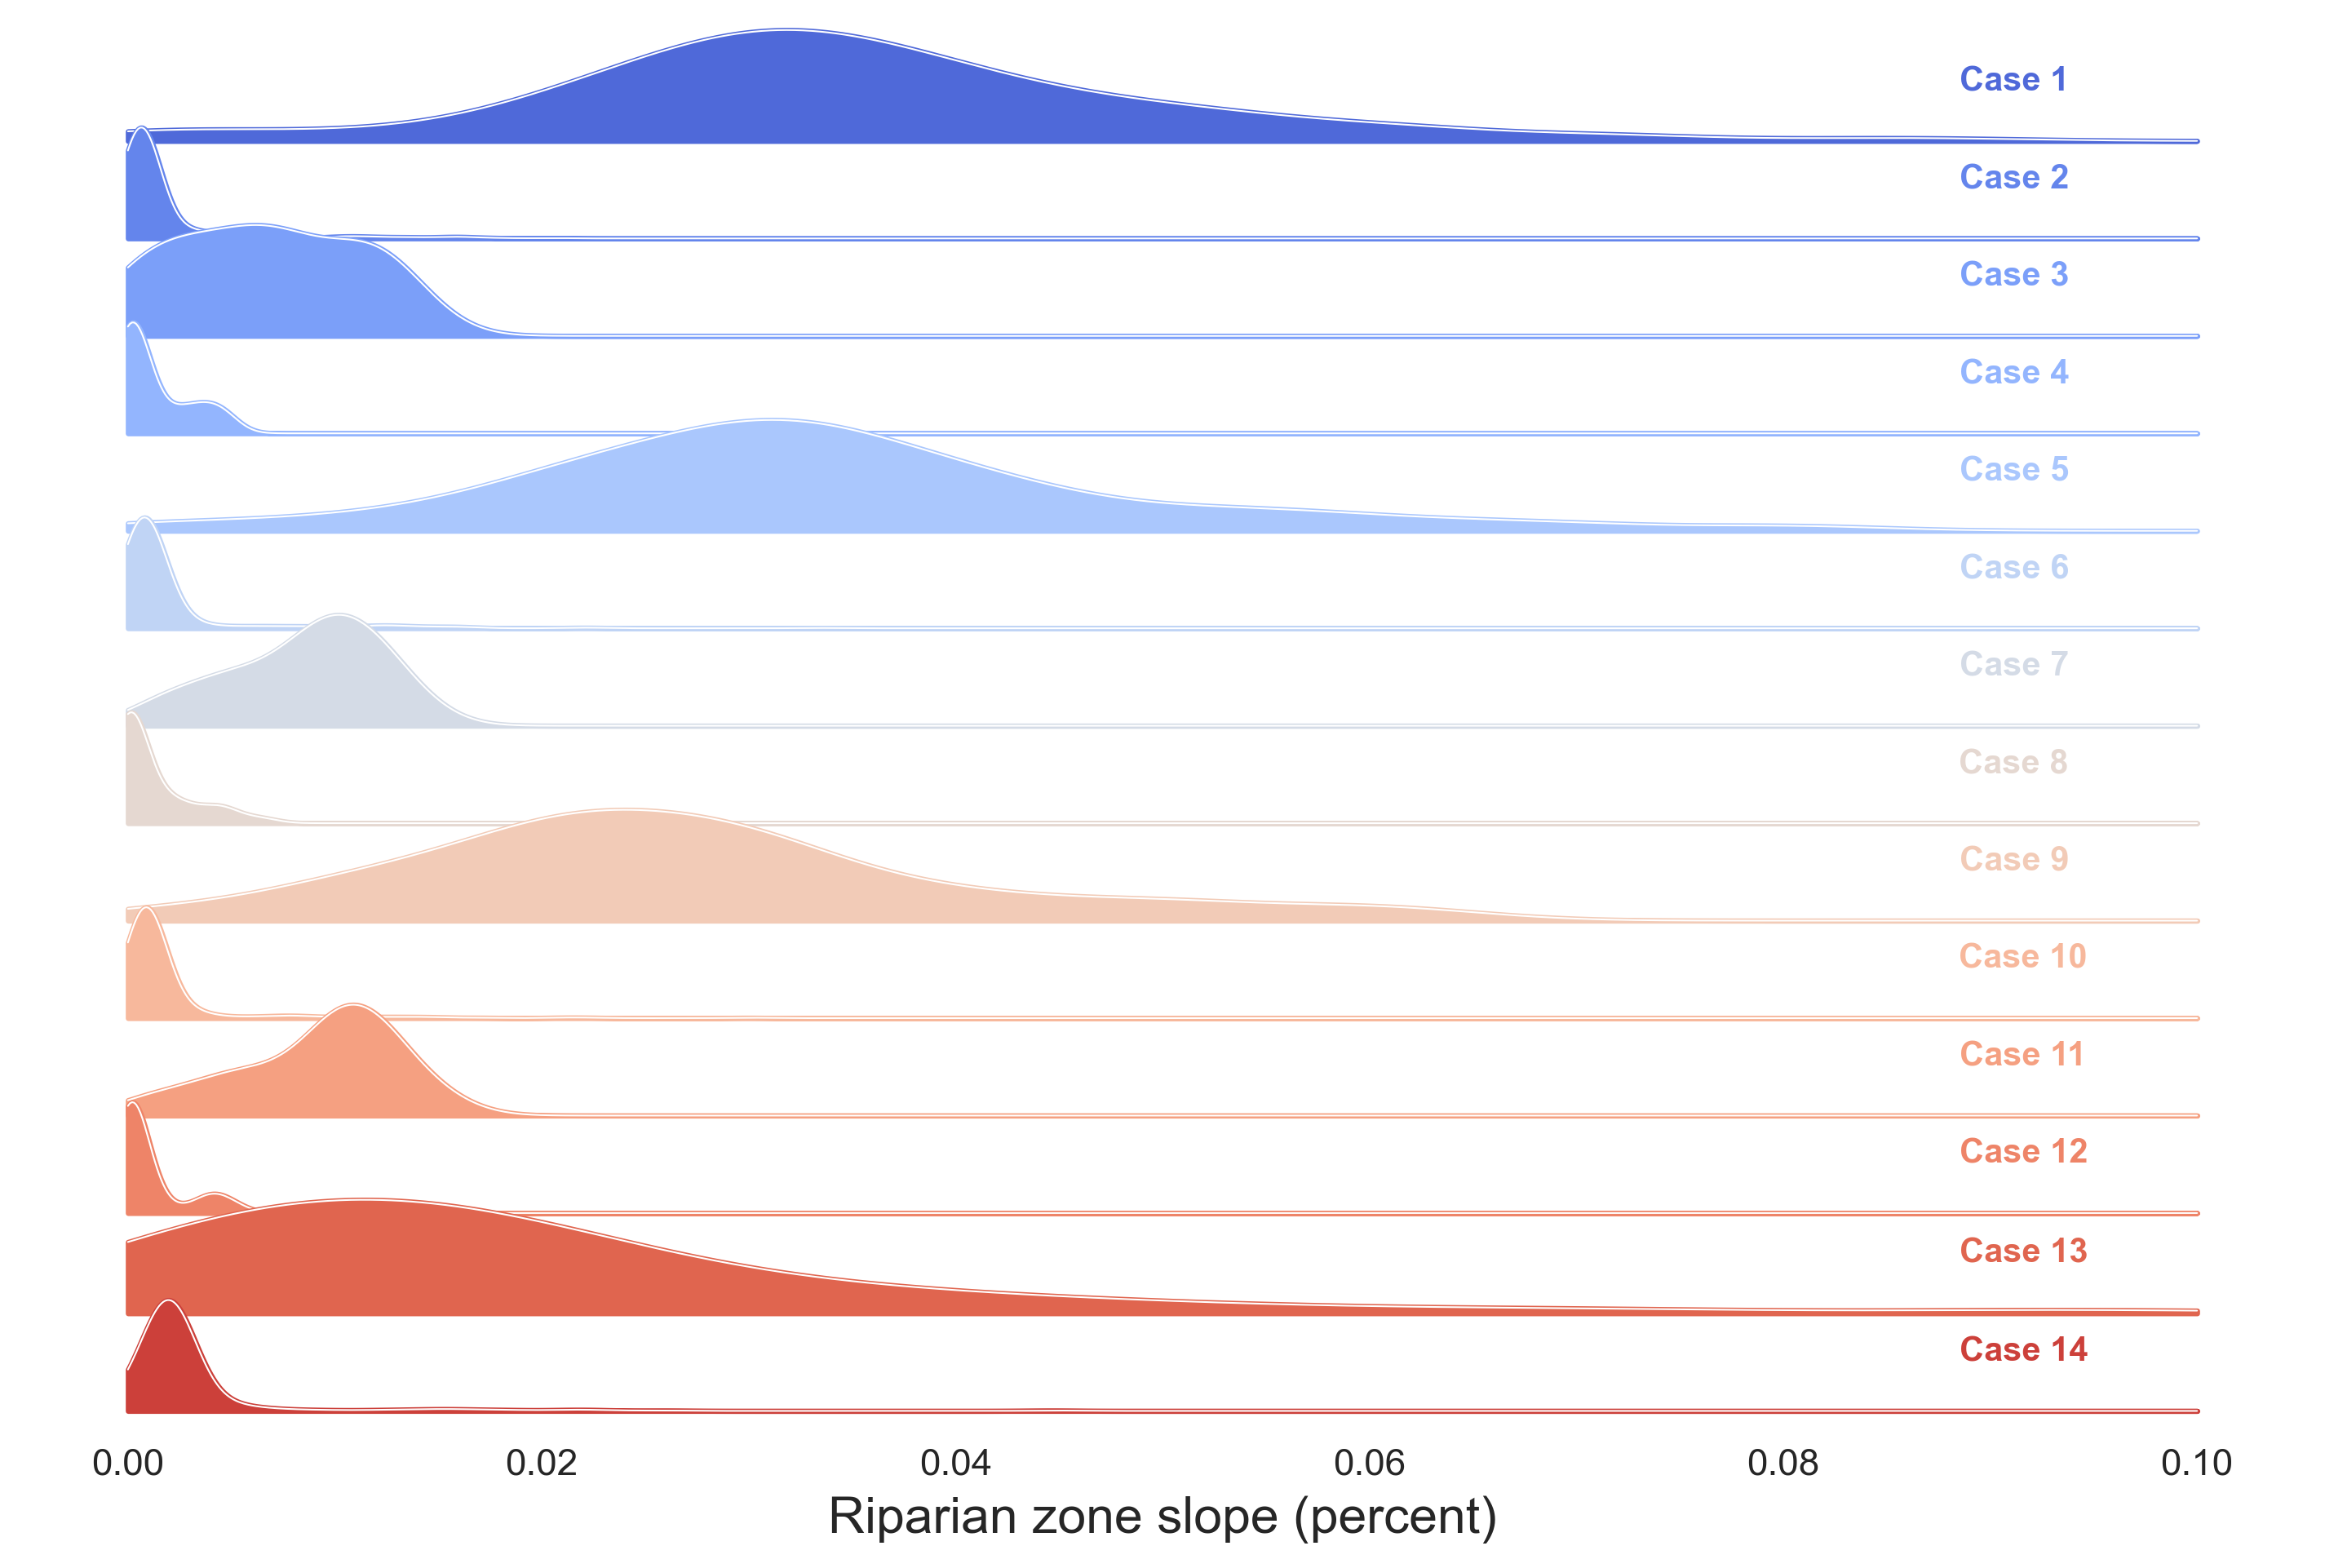 Case 1
Case 2
Case 3
Case 4
Case 5
Case 6
Case 7
Case 8
Case 9
Case 10
Case 11
Case 12
Case 13
Case 14
0.00 0.02 0.04 0.06 0.08 0.10
Riparian zone slope (percent)